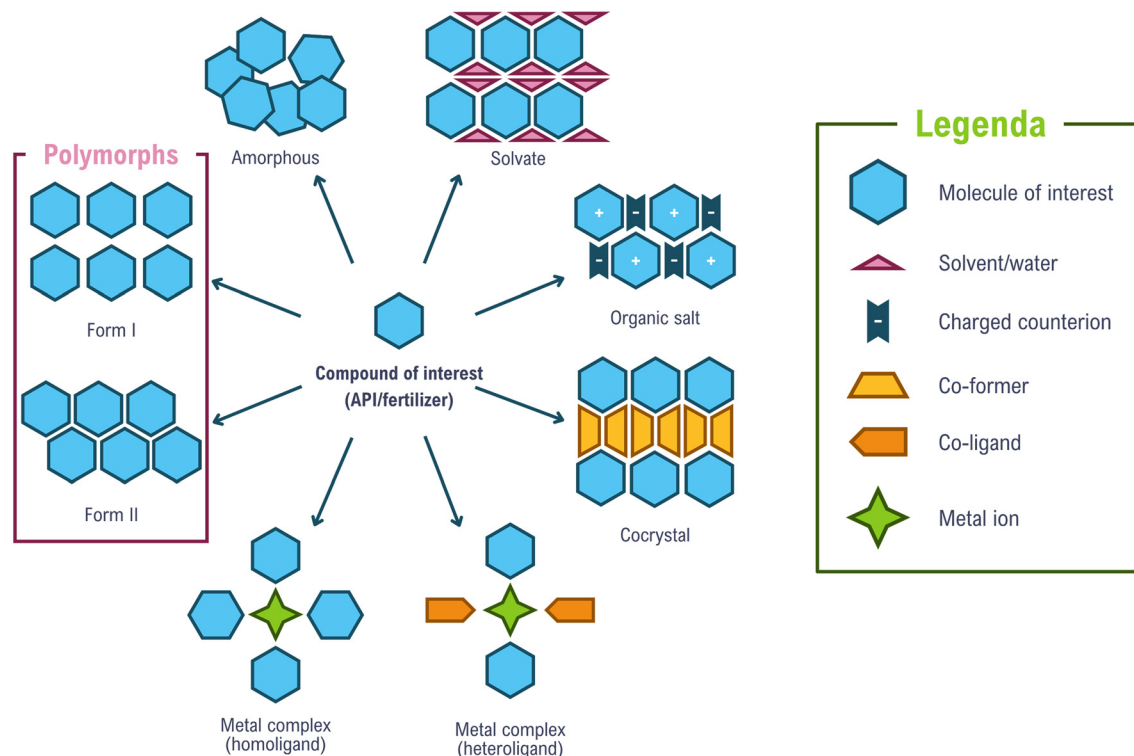 Amorphous
Solvate
Polymorphs
Form I
Form II
+ - + -
- + - +
Organic salt
Compound of interest
(API/fertilizer)
Cocrystal
Metal complex
(homoligand)
Metal complex
(heteroligand)
Legenda
Molecule of interest
Solvent/water
-
Charged counterion
Co-former
Co-ligand
Metal ion